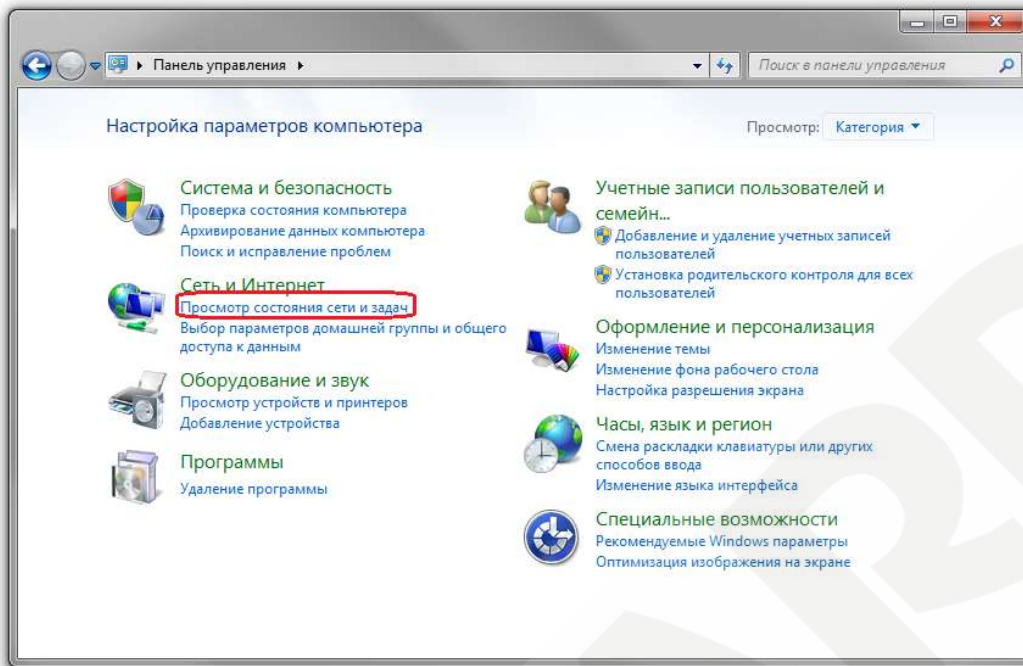 Панель управления
Поиск в панели управления
Настройка параметров компьютера
Просмотр: Категория
Система и безопасность
Проверка состояния компьютера
Архивирование данных компьютера
Поиск и исправление проблем
Сеть и Интернет
Просмотр состояния сети и задач
Выбор параметров домашней группы и общего
доступа к данным
Оборудование и звук
Просмотр устройств и принтеров
Добавление устройства
Программы
Удаление программы
Учетные записи пользователей и
семейн...
Добавление и удаление учетных записей
пользователей
Установка родительского контроля для всех
пользователей
Оформление и персонализация
Изменение темы
Изменение фона рабочего стола
Настройка разрешения экрана
Часы, язык и регион
Смена раскладки клавиатуры или других
способов ввода
Изменение языка интерфейса
Специальные возможности
Рекомендуемые Windows параметры
Оптимизация изображения на экране